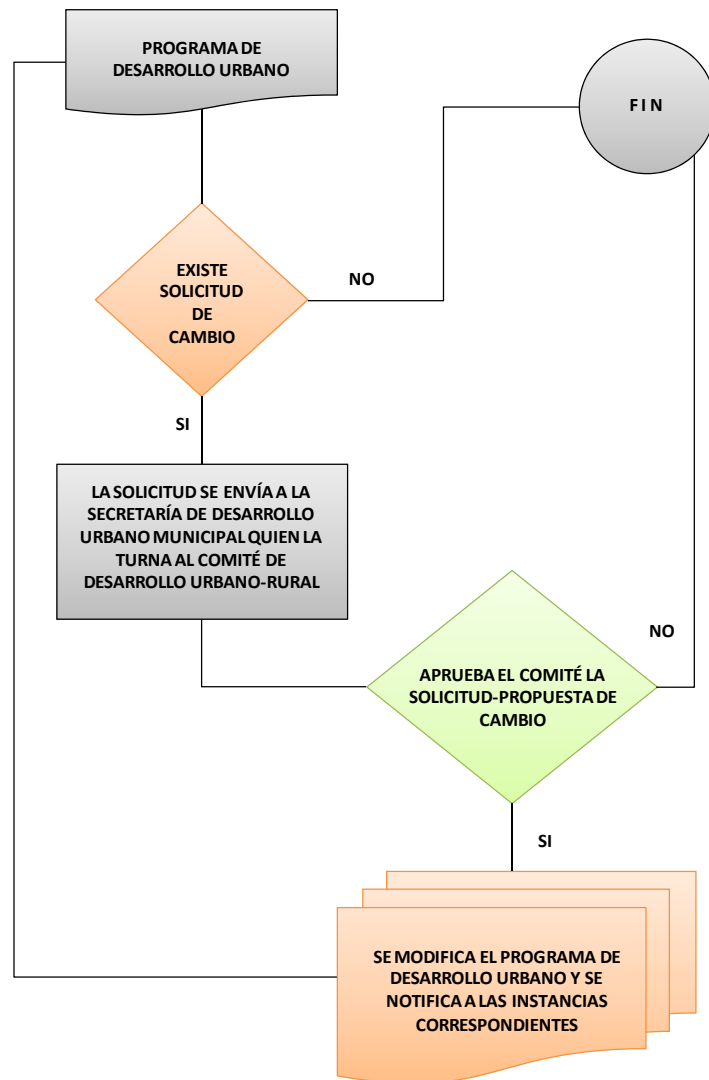 PROGRAMA DE
DESARROLLO URBANO
F I N
EXISTE
SOLICITUD
DE
CAMBIO
NO
SI
LA SOLICITUD SE ENVÍA A LA
SECRETARÍA DE DESARROLLO
URBANO MUNICIPAL QUIEN LA
TURNA AL COMITÉ DE
DESARROLLO URBANO-RURAL
NO
APRUEBA EL COMITÉ LA
SOLICITUD-PROPUESTA DE
CAMBIO
SI
SE MODIFICA EL PROGRAMA DE
DESARROLLO URBANO Y SE
NOTIFICA A LAS INSTANCIAS
CORRESPONDIENTES